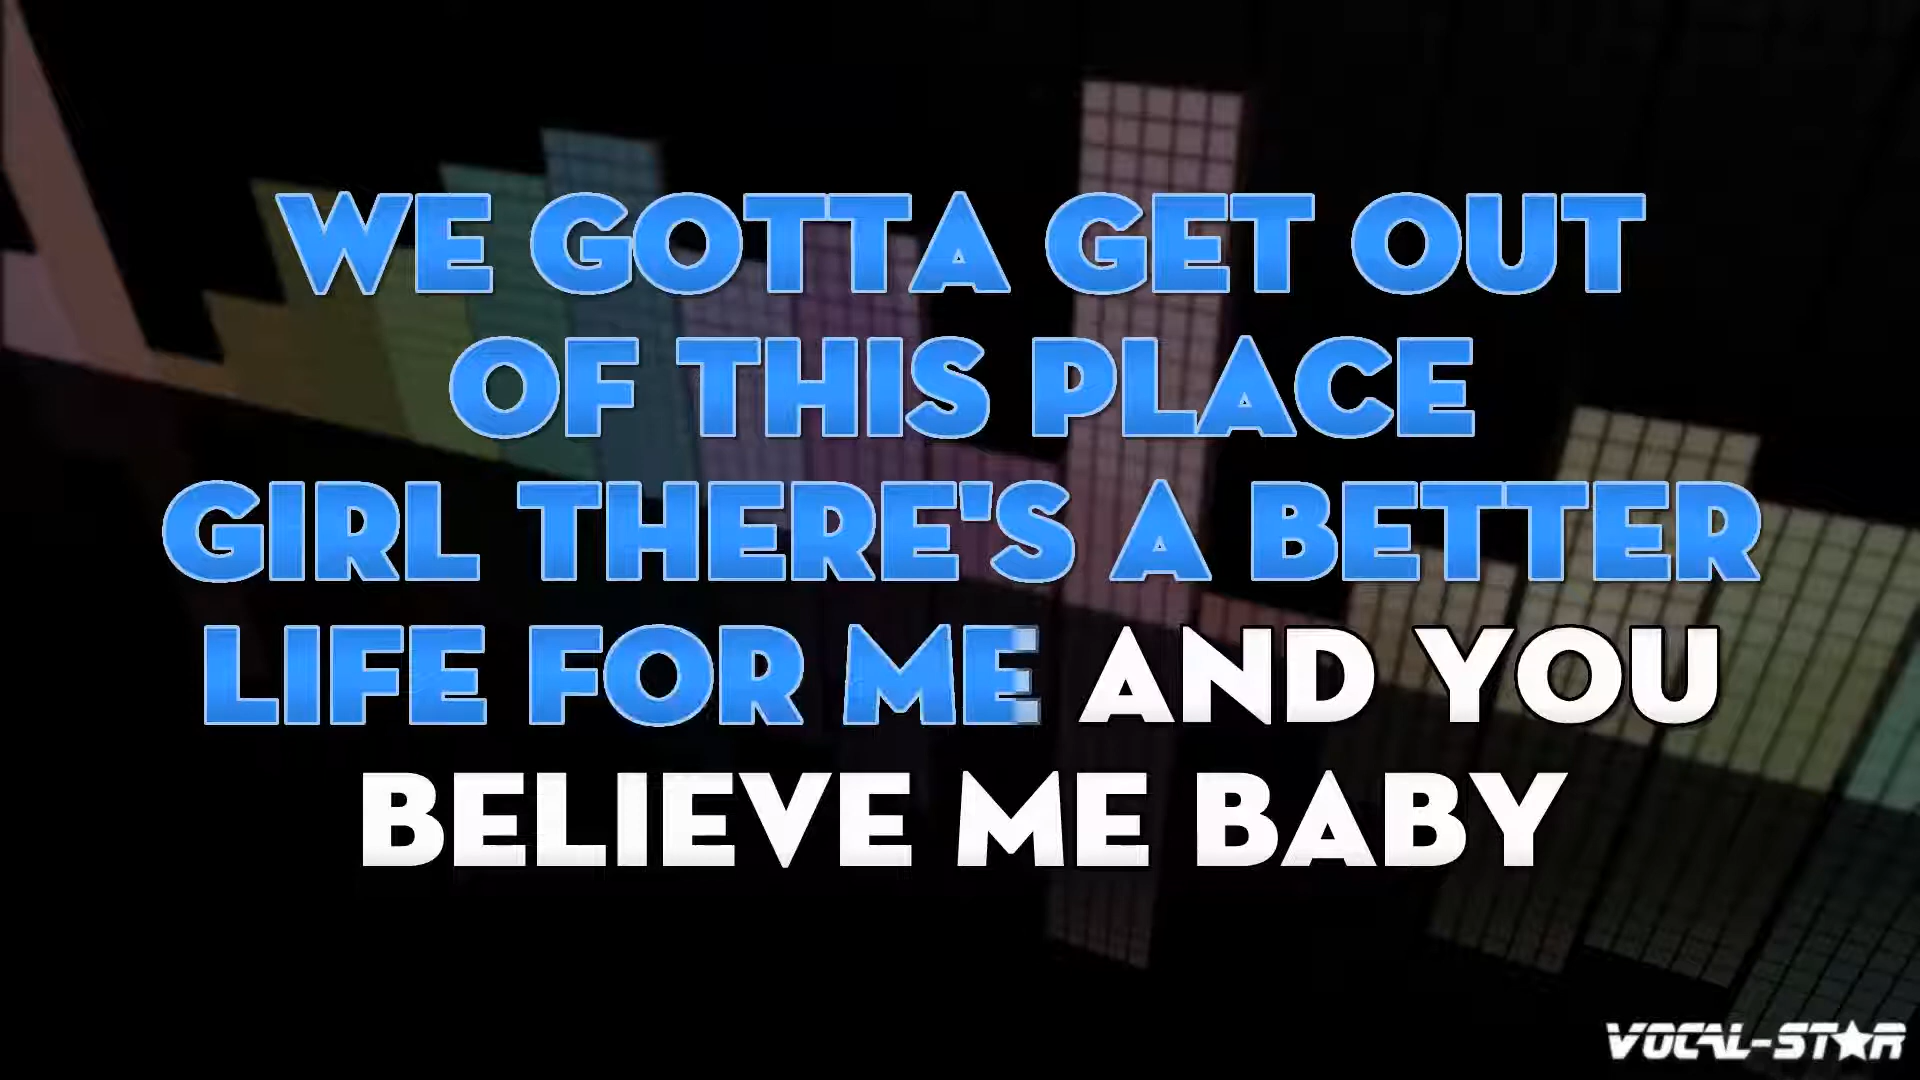 WE GOTTA GET OUT
OF THIS PLACE
GIRL THERE'S A BETTER
LIFE FOR ME AND YOU
BELIEVE ME BABY
VOCAL-STAR